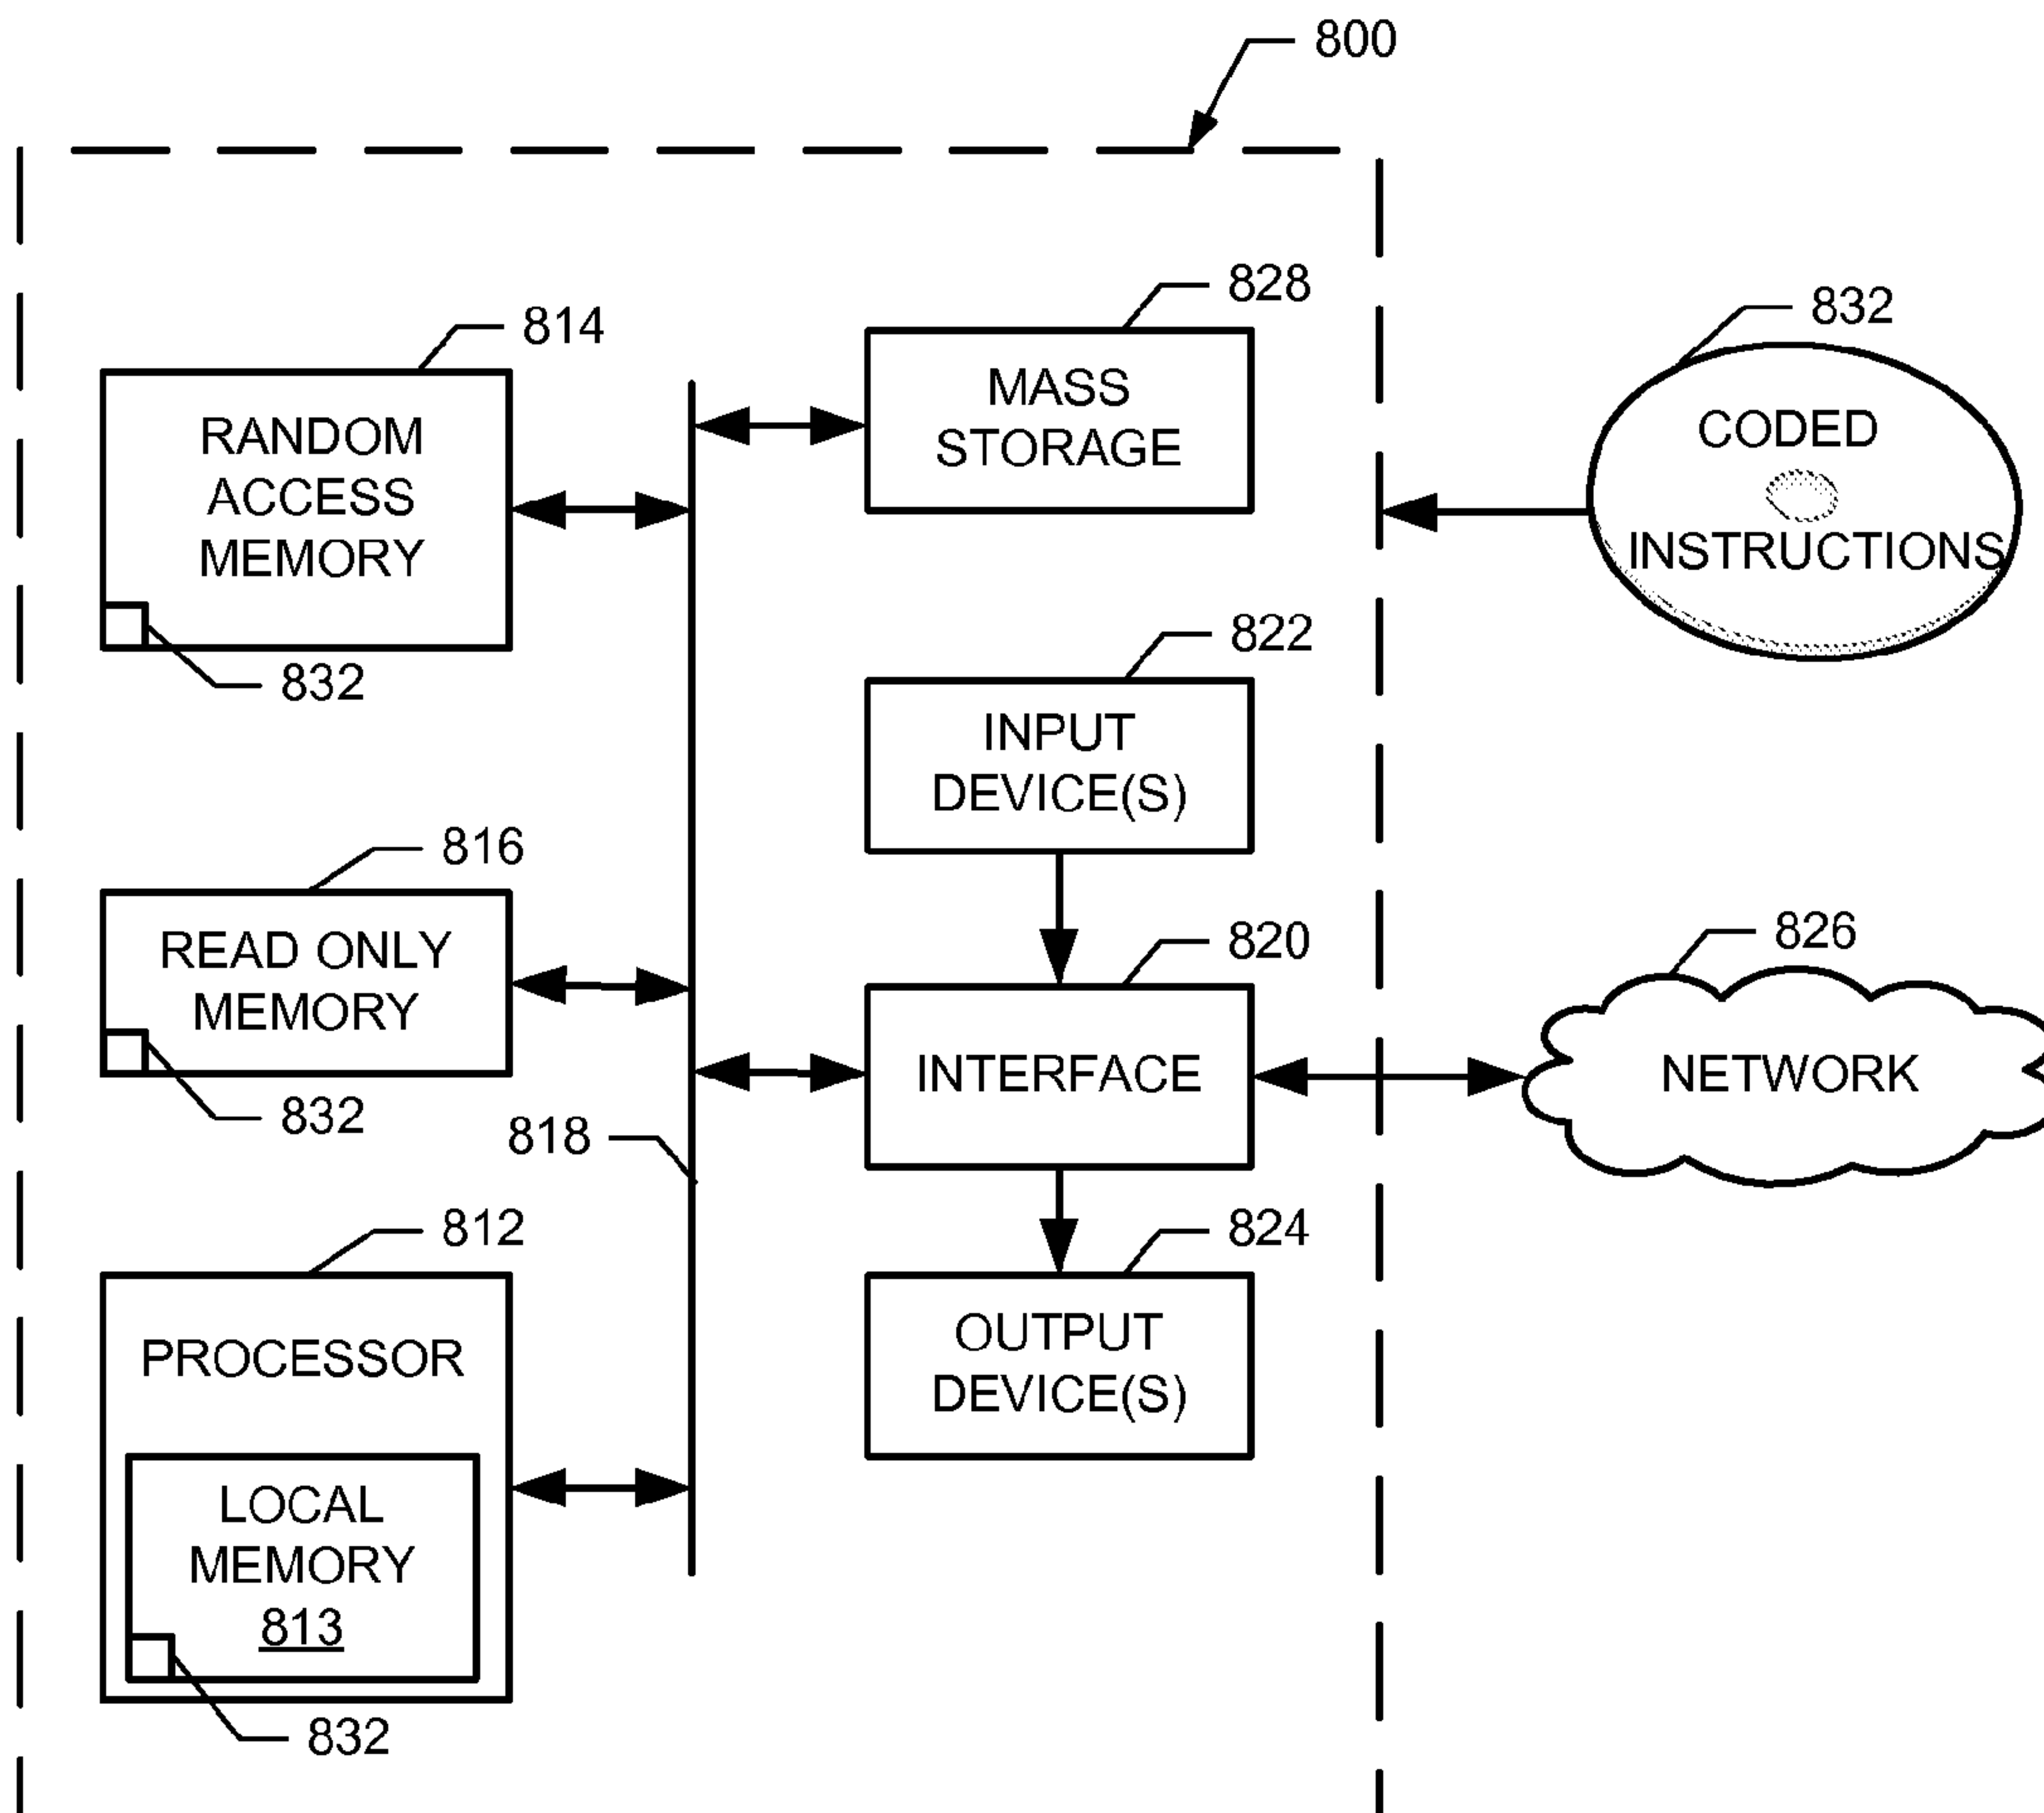 800
828
814
832
MASS
STORAGE
RANDOM
ACCESS
MEMORY
CODED
INSTRUCTIONS
832
822
INPUT
DEVICE(S)
816
READ ONLY
MEMORY
832
820
826
INTERFACE
NETWORK
818
812
824
PROCESSOR
OUTPUT
DEVICE(S)
LOCAL
MEMORY
813
832